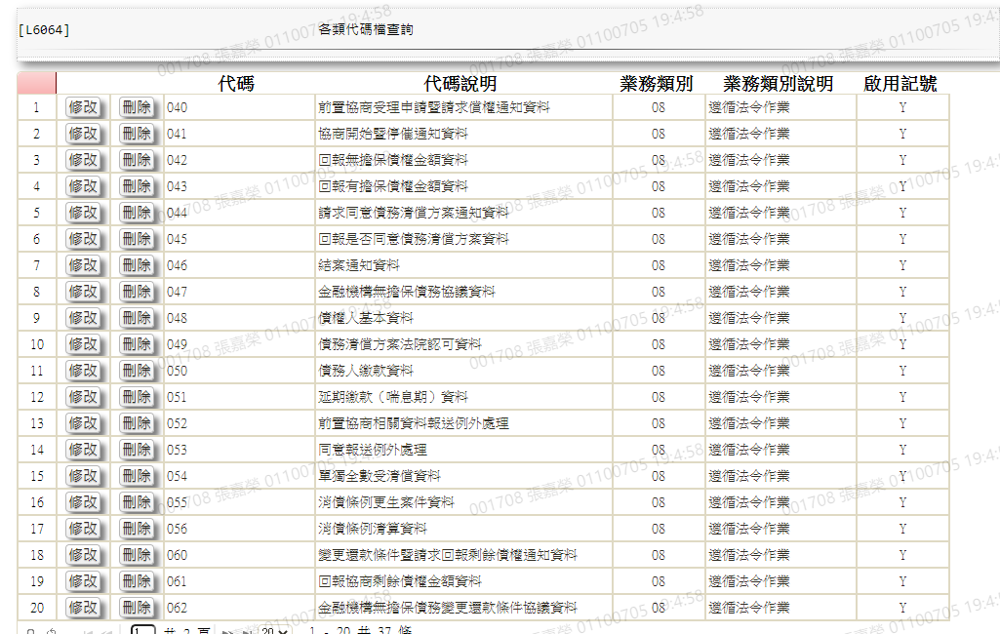 [L6064] 各類代碼檔查詢
代碼 代碼說明 業務類別 業務類別說明 啟用記號
1 修改 刪除 040 前置協商受理申請暨請求償權通知資料 08 遵循法令作業 Y
2 修改 刪除 041 協商開始暨停催通知資料 08 遵循法令作業 Y
3 修改 刪除 042 回報無擔保債權金額資料 08 遵循法令作業 Y
4 修改 刪除 043 回報有擔保債權金額資料 08 遵循法令作業 Y
5 修改 刪除 044 請求同意債務清償方案通知資料 08 遵循法令作業 Y
6 修改 刪除 045 回報是否同意債務清償方案資料 08 遵循法令作業 Y
7 修改 刪除 046 結案通知資料 08 遵循法令作業 Y
8 修改 刪除 047 金融機構無擔保債務協議資料 08 遵循法令作業 Y
9 修改 刪除 048 債權人基本資料 08 遵循法令作業 Y
10 修改 刪除 049 債務清償方案法院認可資料 08 遵循法令作業 Y
11 修改 刪除 050 債務人繳款資料 08 遵循法令作業 Y
12 修改 刪除 051 延期繳款（喘息期）資料 08 遵循法令作業 Y
13 修改 刪除 052 前置協商相關資料報送例外處理 08 遵循法令作業 Y
14 修改 刪除 053 同意報送例外處理 08 遵循法令作業 Y
15 修改 刪除 054 單獨全數受清償資料 08 遵循法令作業 Y
16 修改 刪除 055 消債條例更生案件資料 08 遵循法令作業 Y
17 修改 刪除 056 消債條例清算資料 08 遵循法令作業 Y
18 修改 刪除 060 變更還款條件暨請求回報剩餘債權通知資料 08 遵循法令作業 Y
19 修改 刪除 061 回報協商剩餘債權金額資料 08 遵循法令作業 Y
20 修改 刪除 062 金融機構無擔保債務變更還款條件協議資料 08 遵循法令作業 Y
1 共 2 頁 20 1 - 20 共 37 條
001708 張嘉榮 01100705 19:4:58